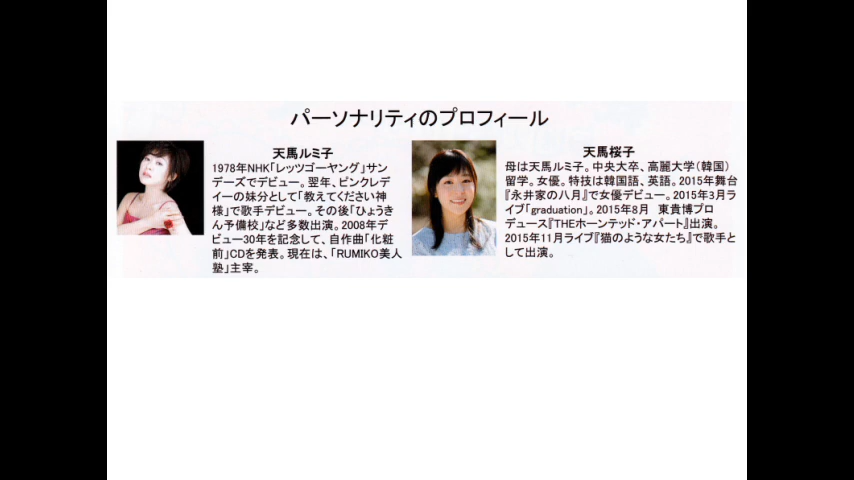 パーソナリティのプロフィール
天馬ルミ子
1978年NHK｢レッツゴーヤング｣サン
デーズでデビュー。翌年、ピンクレデ
イーの妹分として｢教えてください神
様｣で歌手デビュー。その後｢ひょうき
ん予備校｣など多数出演。2008年デ
ビュー30年を記念して、自作曲｢化粧
前｣CDを発表。現在は、｢RUMIKO美人
塾｣主宰。
天馬桜子
母は天馬ルミ子。中央大卒、高麗大学（韓国）
留学。女優。特技は韓国語、英語。2015年舞台
『永井家の八月』で女優デビュー。2015年3月ラ
イブ｢graduation｣。2015年8月　東貴博プロ
デュース『THEホーンテッド・アパート』出演。
2015年11月ライブ『猫のような女たち』で歌手と
して出演。